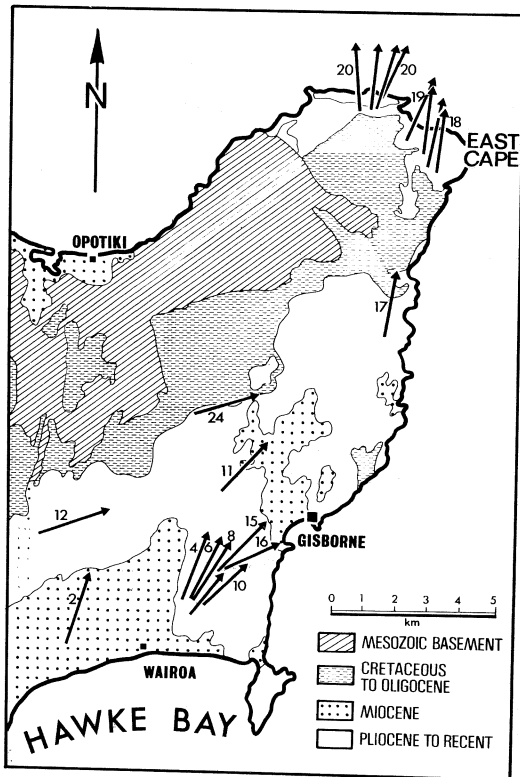 N
20
20
19
18
EAST
CAPE
OPOTIKI
17
24
11
12
15
4
6
8
16
GISBORNE
10
2
0 1 2 3 4 5
km
WAIROA
MESOZOIC BASEMENT
CRETACEOUS
TO OLIGOCENE
MIOCENE
PLIOCENE TO RECENT
HAWKE BAY